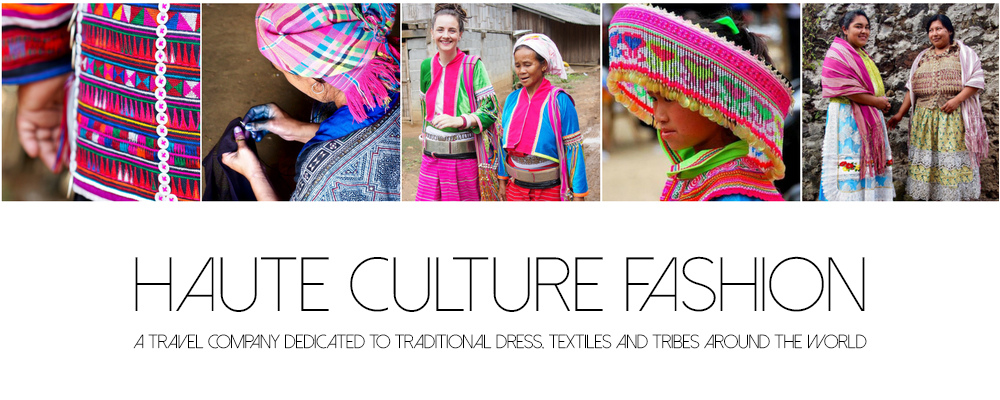 HAUTE CULTURE FASHION
A TRAVEL COMPANY DEDICATED TO TRADITIONAL DRESS, TEXTILES AND TRIBES AROUND THE WORLD